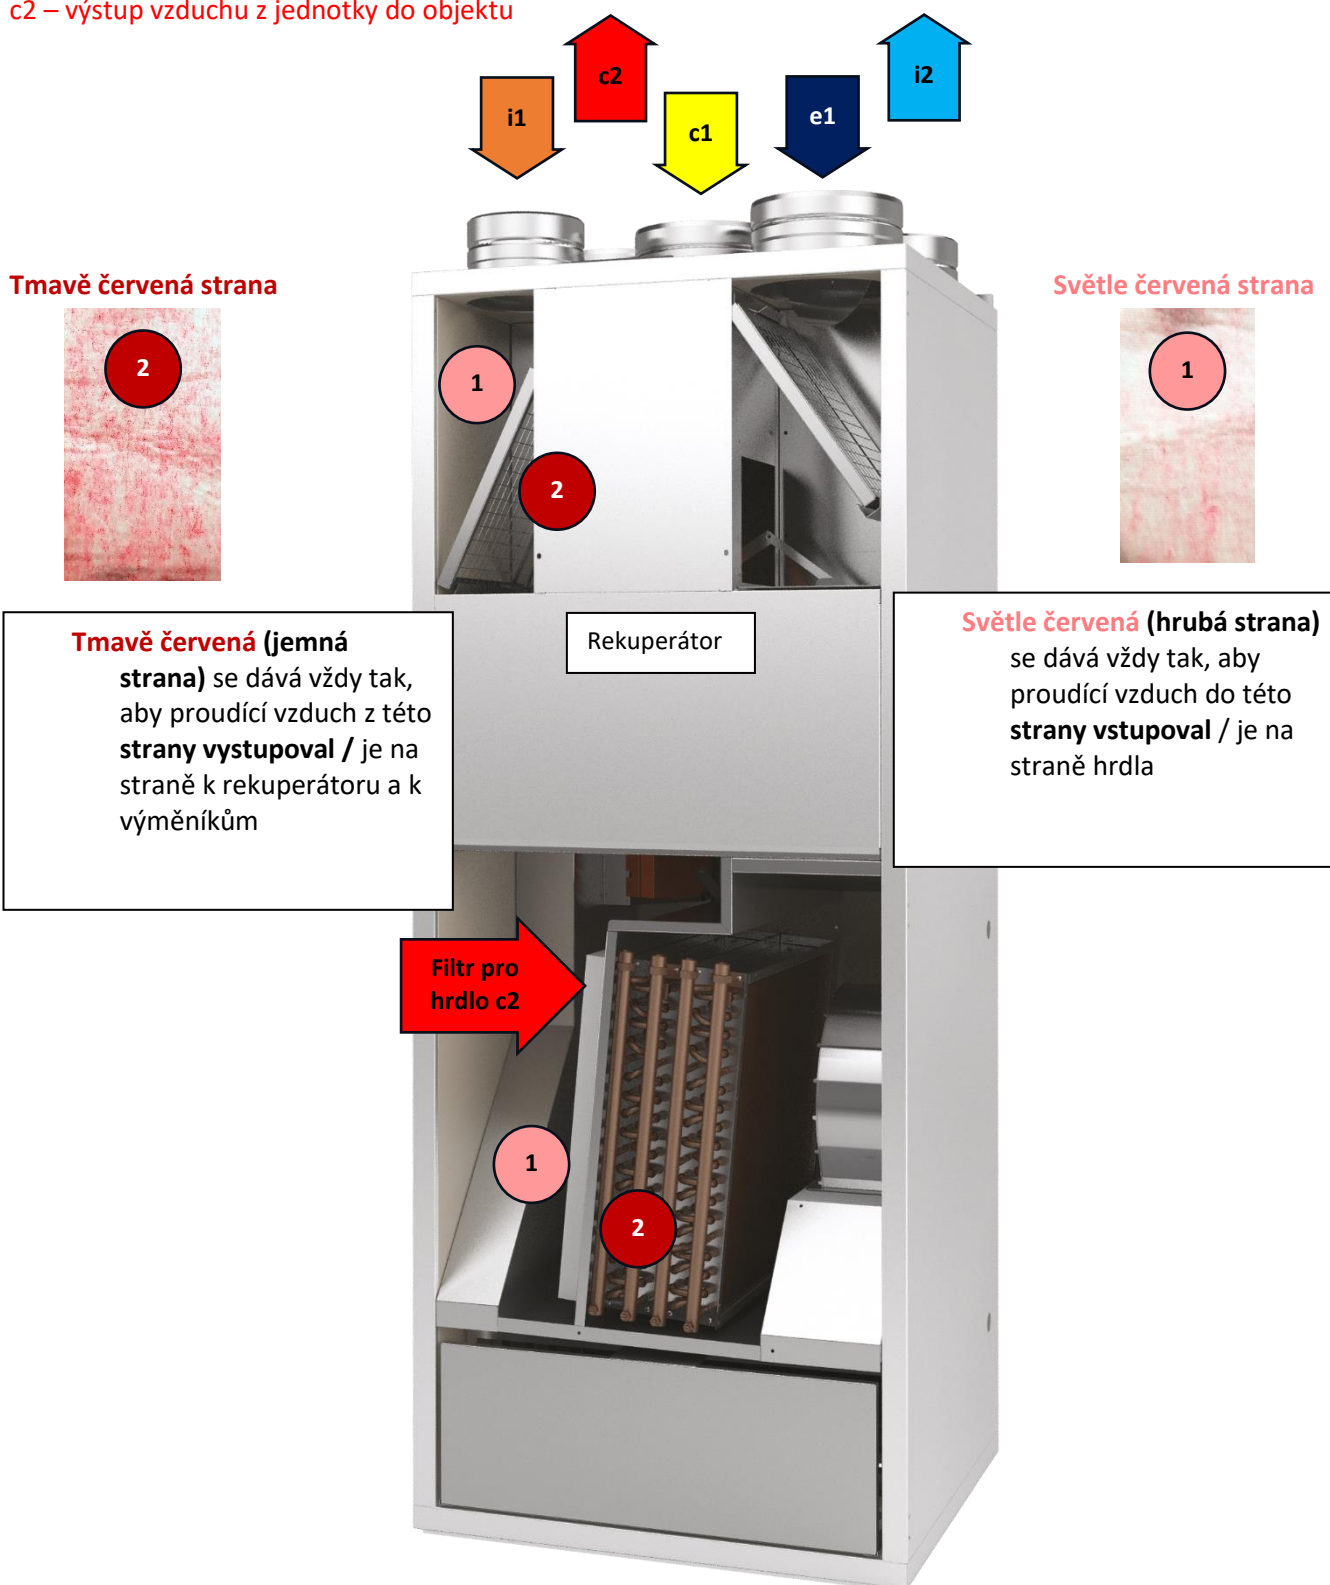 c2 – výstup vzduchu z jednotky do objektu
i1
c2
c1
e1
i2
Tmavě červená strana
2
Světle červená strana
1
1
2
Rekuperátor
Tmavě červená (jemná
strana) se dává vždy tak,
aby proudící vzduch z této
strany vystupoval / je na
straně k rekuperátoru a k
výměníkům
Světle červená (hrubá strana)
se dává vždy tak, aby
proudící vzduch do této
strany vstupoval / je na
straně hrdla
Filtr pro
hrdlo c2
1
2